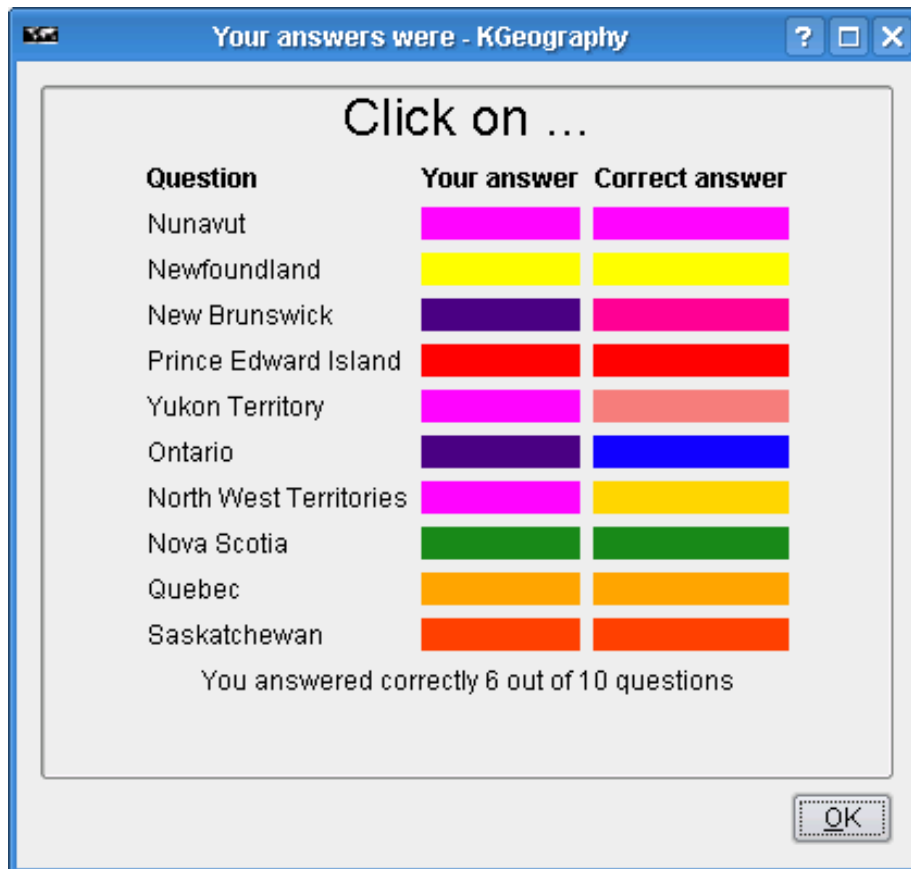 Your answers were - KGeography
Click on ...
Question Your answer Correct answer
Nunavut
Newfoundland
New Brunswick
Prince Edward Island
Yukon Territory
Ontario
North West Territories
Nova Scotia
Quebec
Saskatchewan
You answered correctly 6 out of 10 questions
OK